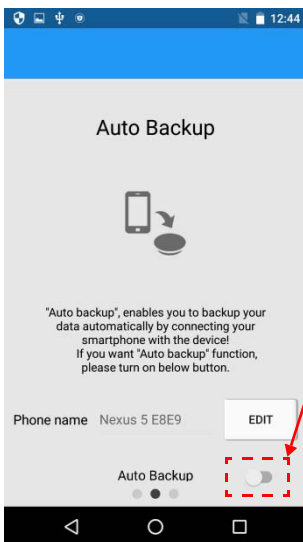 12:44
Auto Backup
"Auto backup", enables you to backup your
data automatically by connecting your
smartphone with the device!
If you want "Auto backup" function,
please turn on below button.
Phone name Nexus 5 E8E9 EDIT
Auto Backup